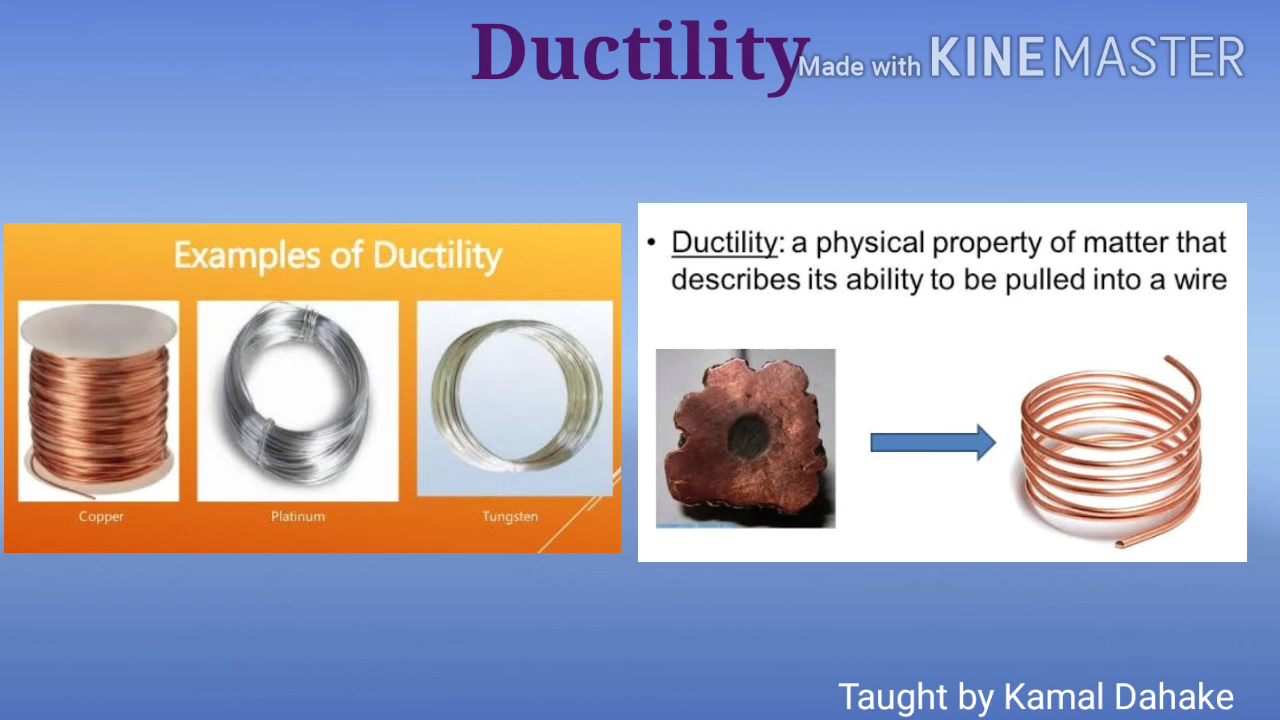 Ductility
Made with KINEMASTER
Examples of Ductility
Copper
Platinum
Tungsten
• Ductility: a physical property of matter that
describes its ability to be pulled into a wire
Taught by Kamal Dahake